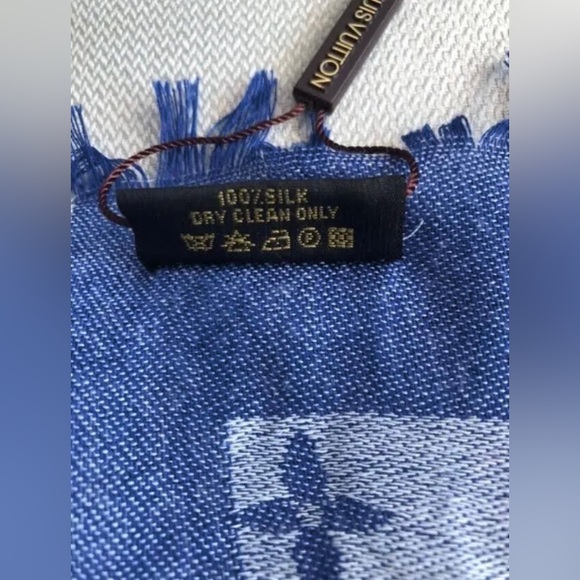 UIS VUITTON
100% SILK
DRY CLEAN ONLY
P